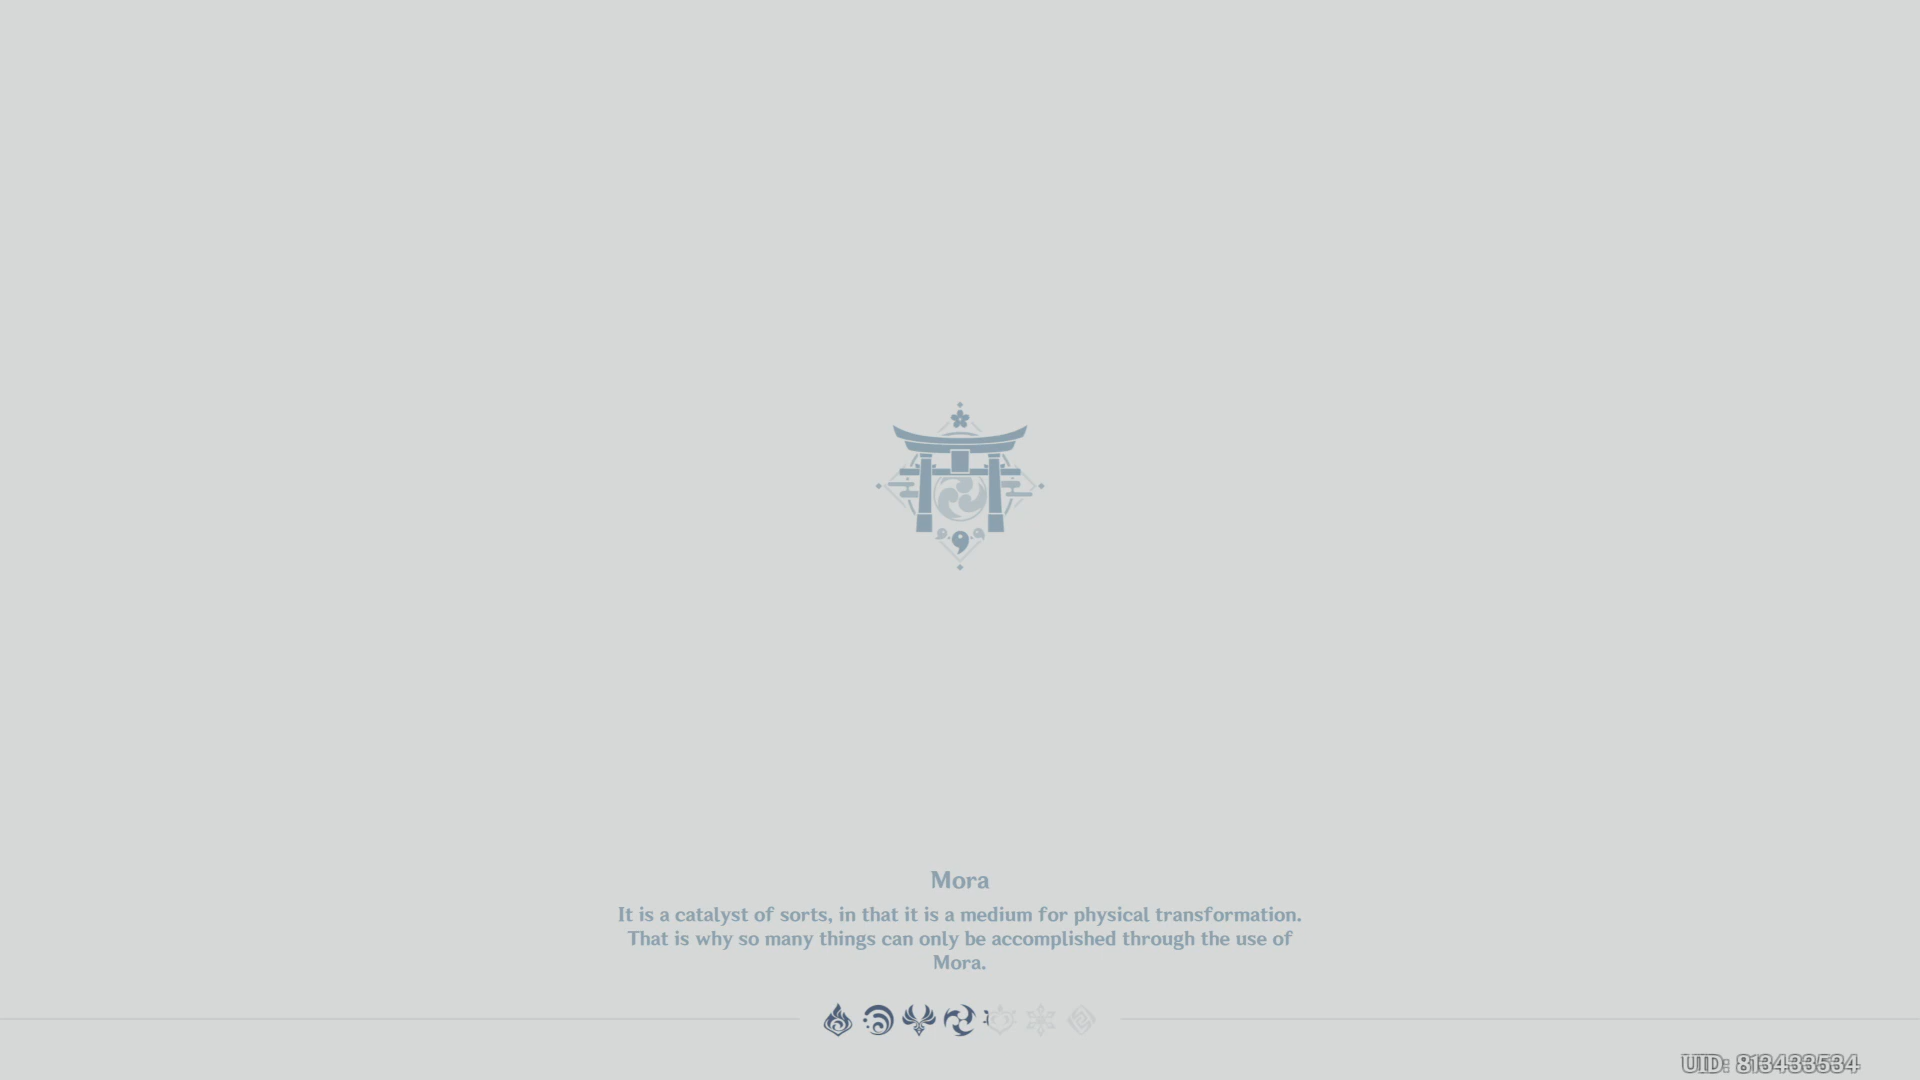 Mora
It is a catalyst of sorts, in that it is a medium for physical transformation.
That is why so many things can only be accomplished through the use of
Mora.
UID: 813433534